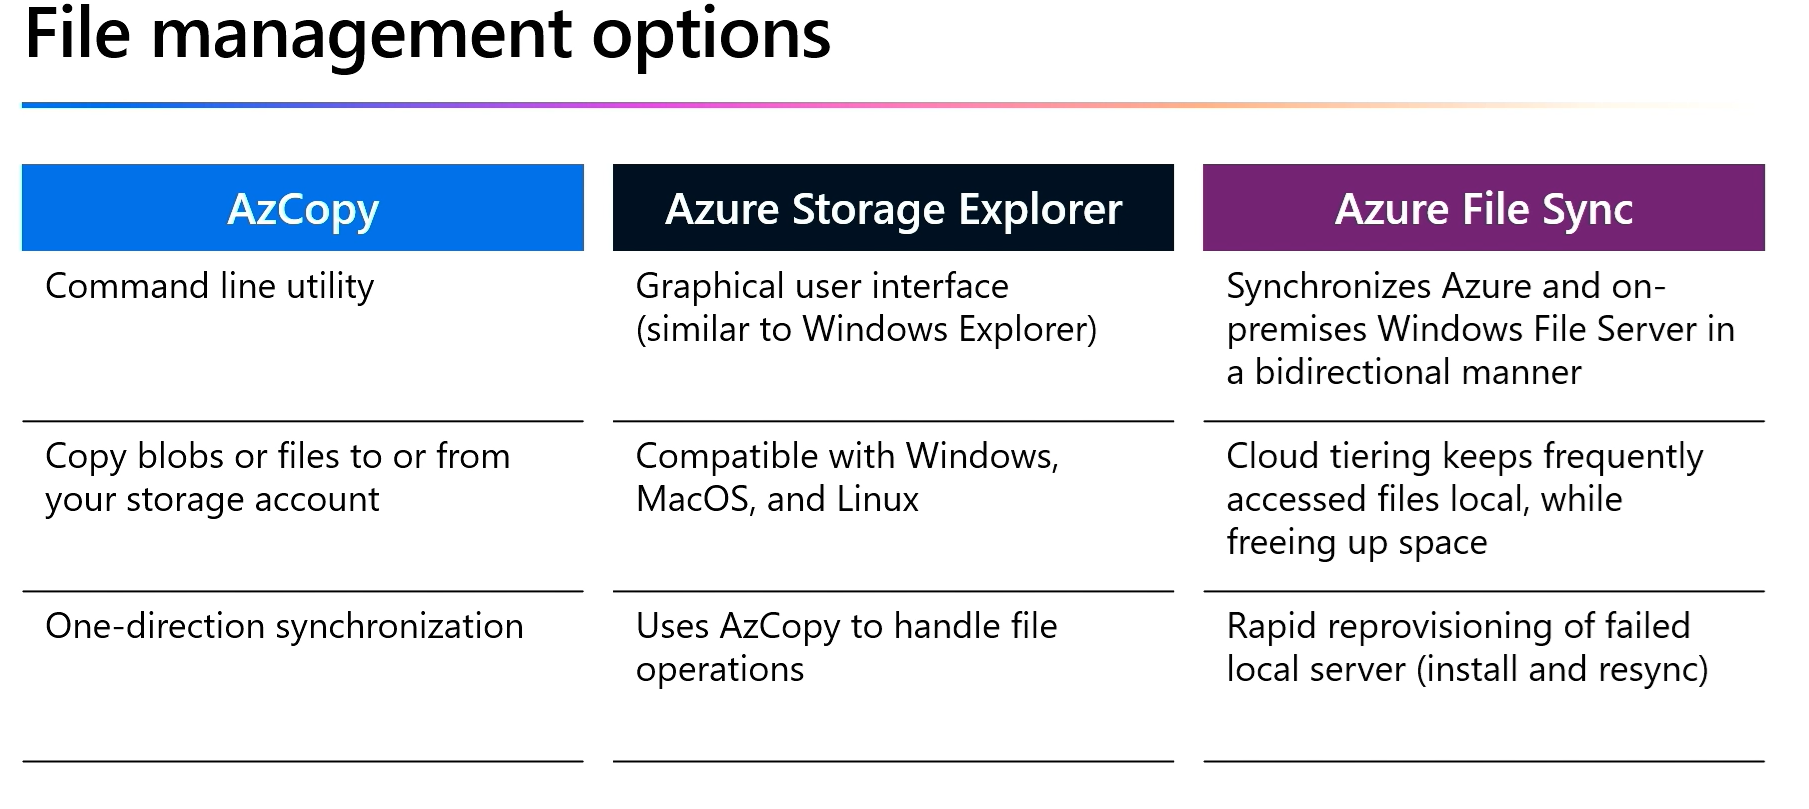 File management options
AzCopy
Command line utility
Copy blobs or files to or from
your storage account
One-direction synchronization
Azure Storage Explorer
Graphical user interface
(similar to Windows Explorer)
Compatible with Windows,
MacOS, and Linux
Uses AzCopy to handle file
operations
Azure File Sync
Synchronizes Azure and on-
premises Windows File Server in
a bidirectional manner
Cloud tiering keeps frequently
accessed files local, while
freeing up space
Rapid reprovisioning of failed
local server (install and resync)